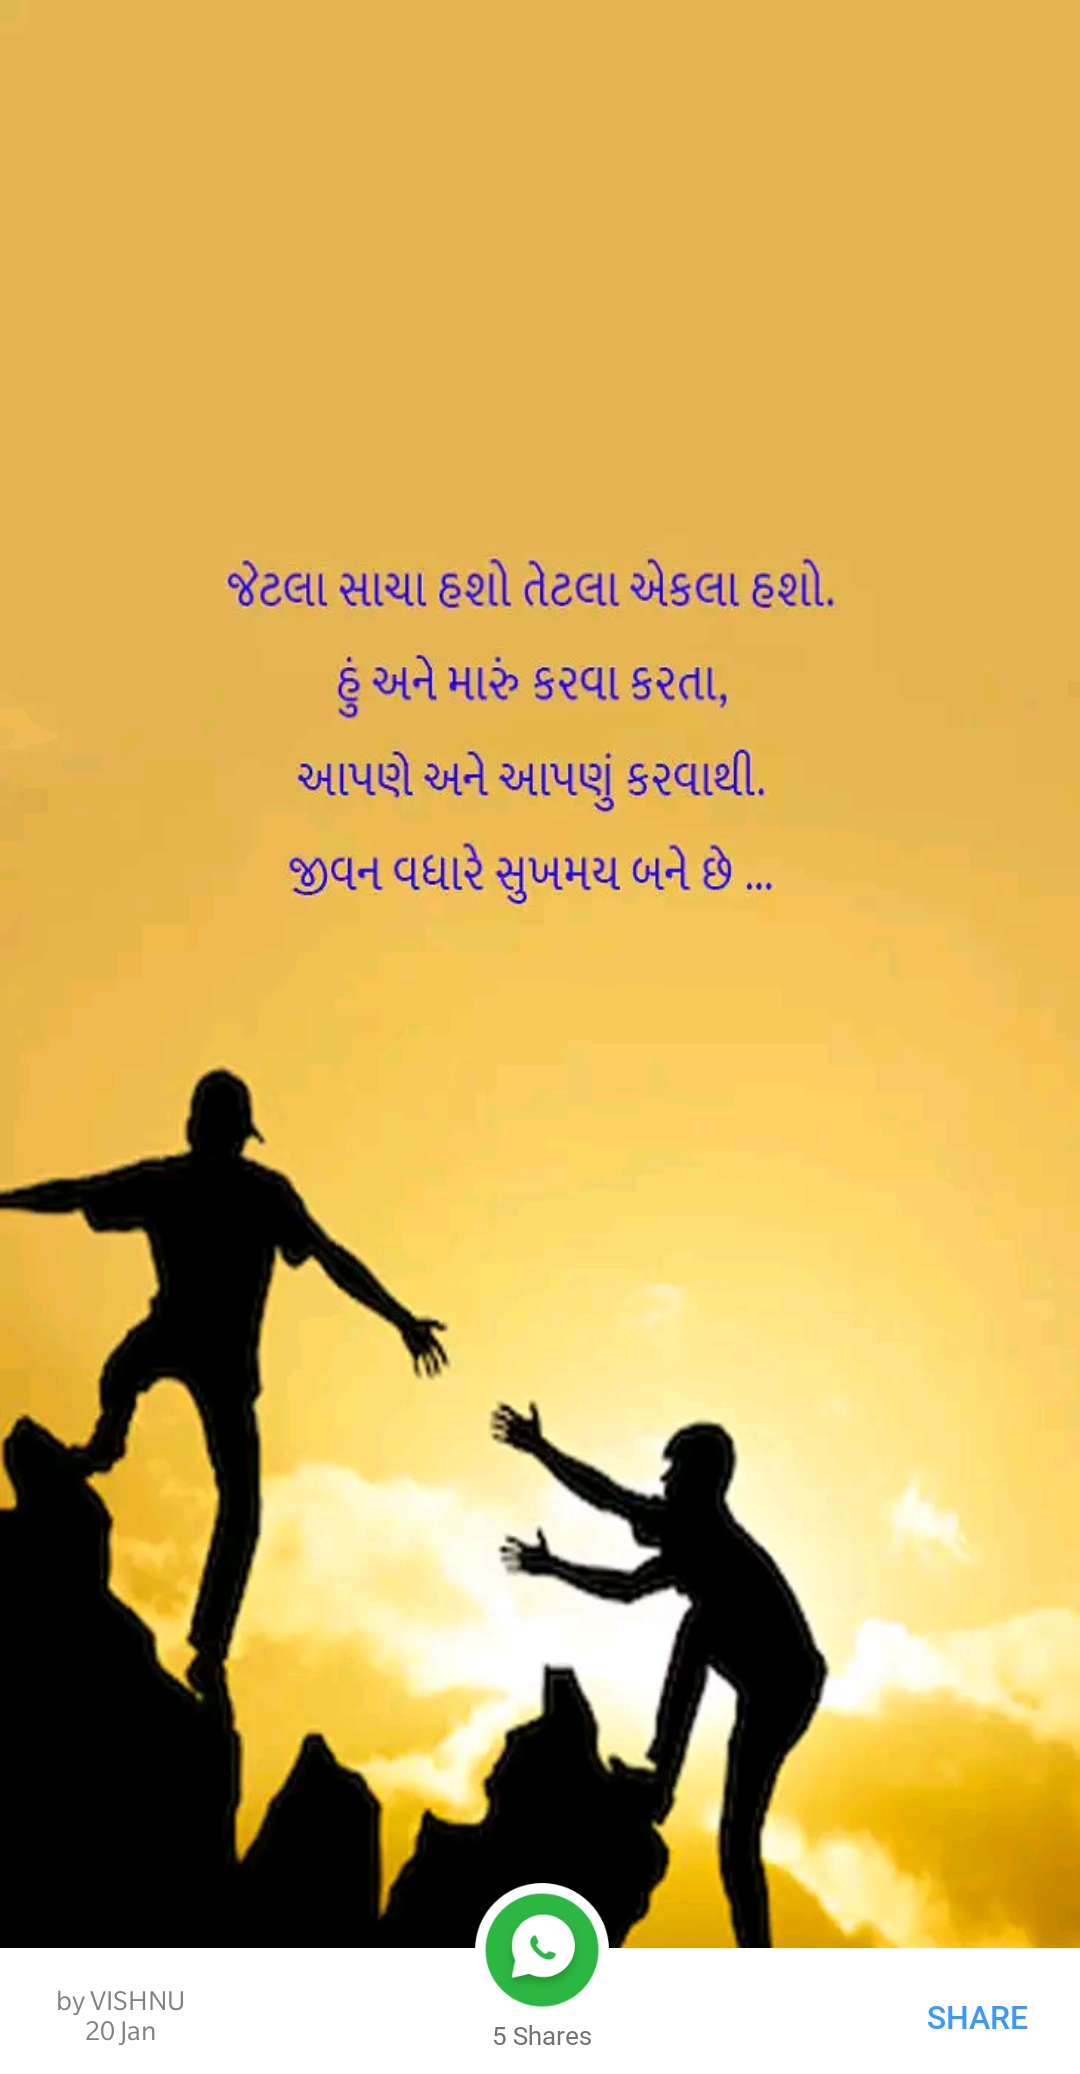 જેટલા સાચા હશો તેટલા એકલા હશો.
હું અને મારું કરવા કરતા,
આપણે અને આપણું કરવાથી.
જીવન વધારે સુખમય બને છે ...
by VISHNU
20 Jan
5 Shares
SHARE